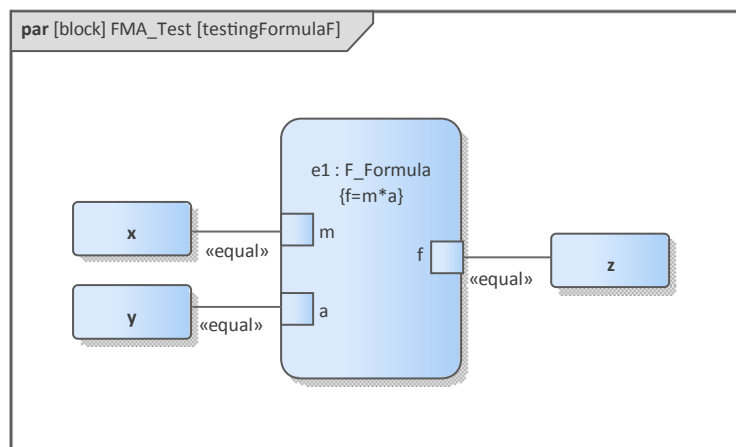 par [block] FMA_Test [testingFormulaF]
e1 : F_Formula
{f=m*a}
x
«equal»
m
f
«equal»
z
y
«equal»
a